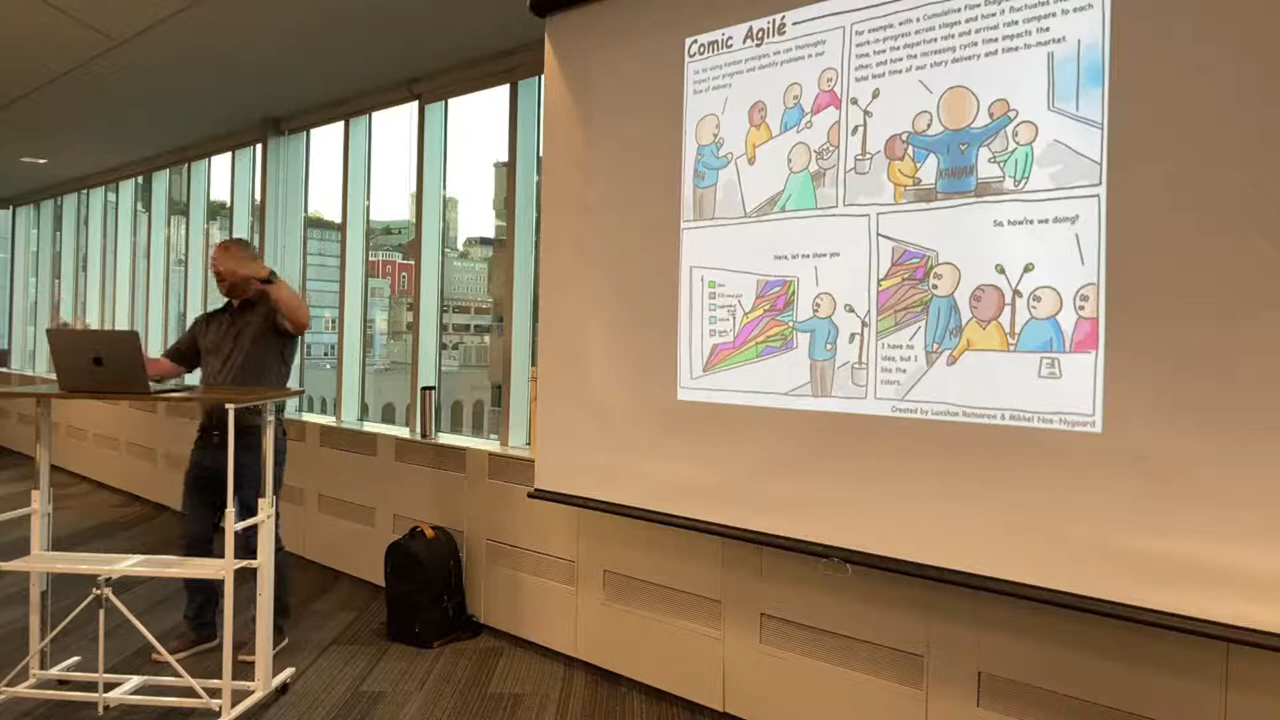 Comic Agilé
So by using Kanban principles, we can thoroughly
inspect our progress and identify problems in our
flow of delivery.
For example, with a Cumulative Flow Diagram
work-in-progress across stages and how it fluctuates over
time, how the departure rate and arrival rate compare to each
other, and how the increasing cycle time impacts the
total lead time of our story delivery and time-to-market.
I
KANBAN
Here, let me show you
So, how're we doing?
I have no
idea, but I
like the
colors.
Created by Luxshan Ratnaravi & Mikkel Noe-Nygaard